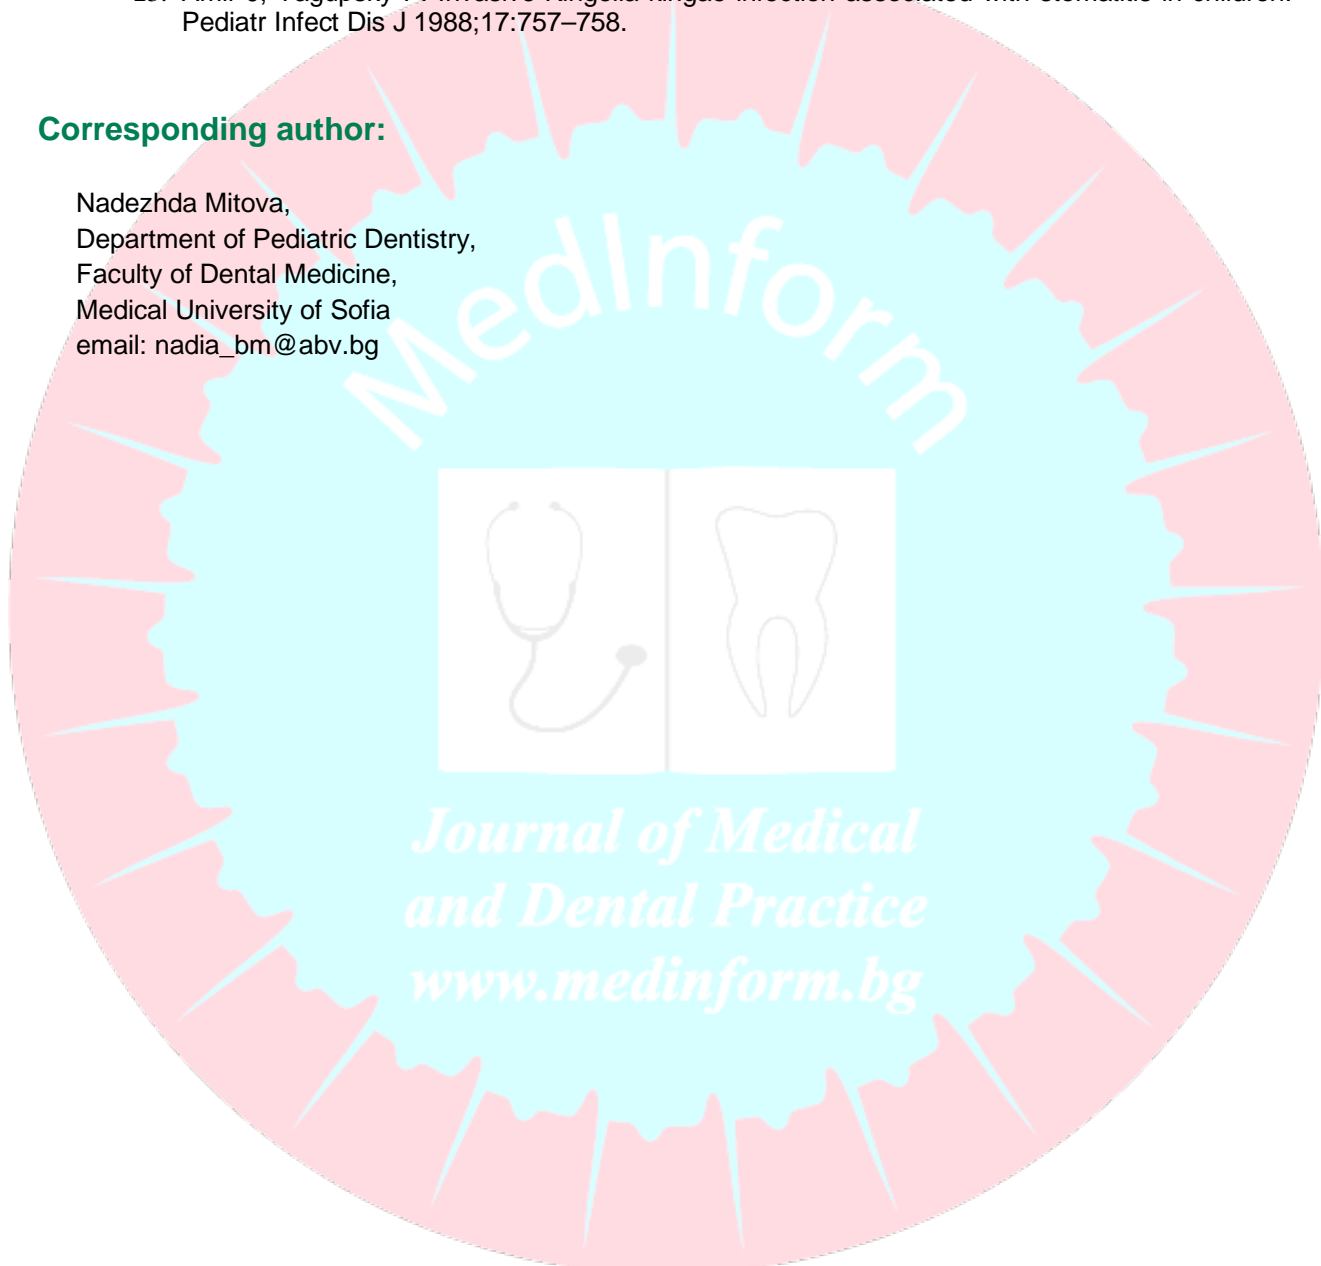 Pediatr Infect Dis J 1988;17:757–758.
Corresponding author:
Nadezhda Mitova,
Department of Pediatric Dentistry,
Faculty of Dental Medicine,
Medical University of Sofia
email: nadia_bm@abv.bg
MedInform
Journal of Medical
and Dental Practice
www.medinform.bg